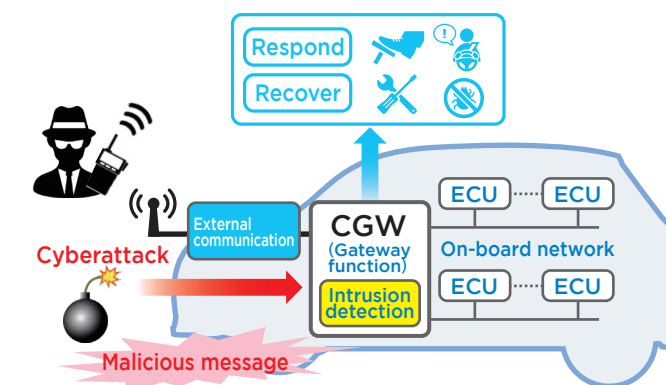 Respond
!
Recover
ECU
ECU
External
communication
CGW
(Gateway
function)
On-board network
Cyberattack
Intrusion
detection
ECU
ECU
Malicious message